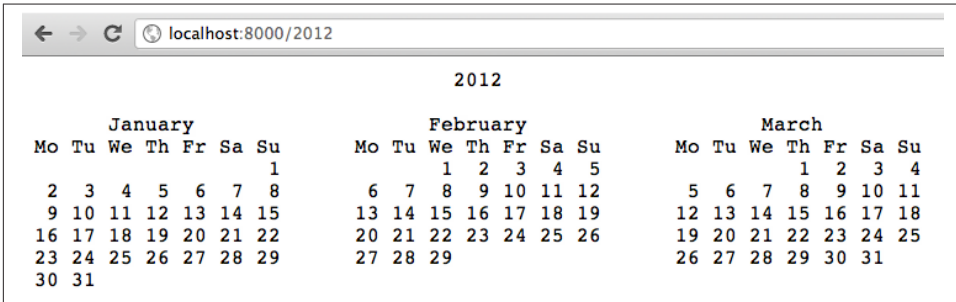 localhost:8000/2012
2012
January February March
Mo Tu We Th Fr Sa Su Mo Tu We Th Fr Sa Su Mo Tu We Th Fr Sa Su
1 1 2 3 4 5 1 2 3 4
2 3 4 5 6 7 8 6 7 8 9 10 11 12 5 6 7 8 9 10 11
9 10 11 12 13 14 15 13 14 15 16 17 18 19 12 13 14 15 16 17 18
16 17 18 19 20 21 22 20 21 22 23 24 25 26 19 20 21 22 23 24 25
23 24 25 26 27 28 29 27 28 29 26 27 28 29 30 31
30 31